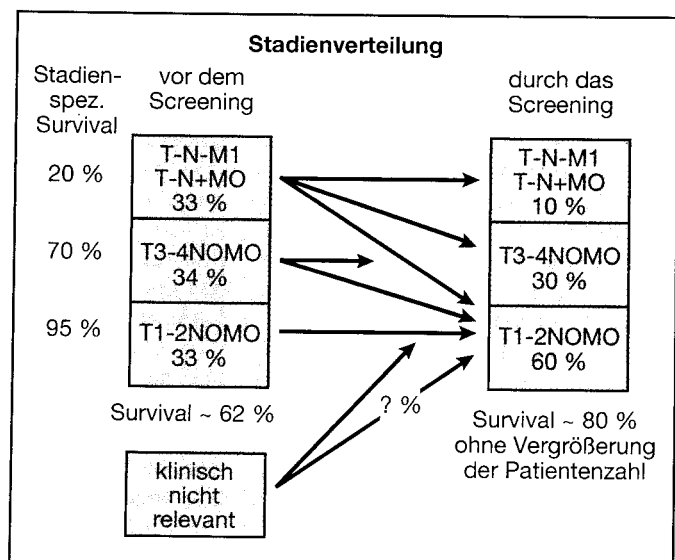 Stadienverteilung
Stadien-
spez.
Survival
vor dem
Screening
durch das
Screening
20 %
T-N-M1
T-N+MO
33 %
T-N-M1
T-N+MO
10 %
70 %
T3-4NOMO
34 %
T3-4NOMO
30 %
95 %
T1-2NOMO
33 %
T1-2NOMO
60 %
? %
Survival ~ 62 %
Survival ~ 80 %
ohne Vergrößerung
der Patientenzahl
klinisch
nicht
relevant